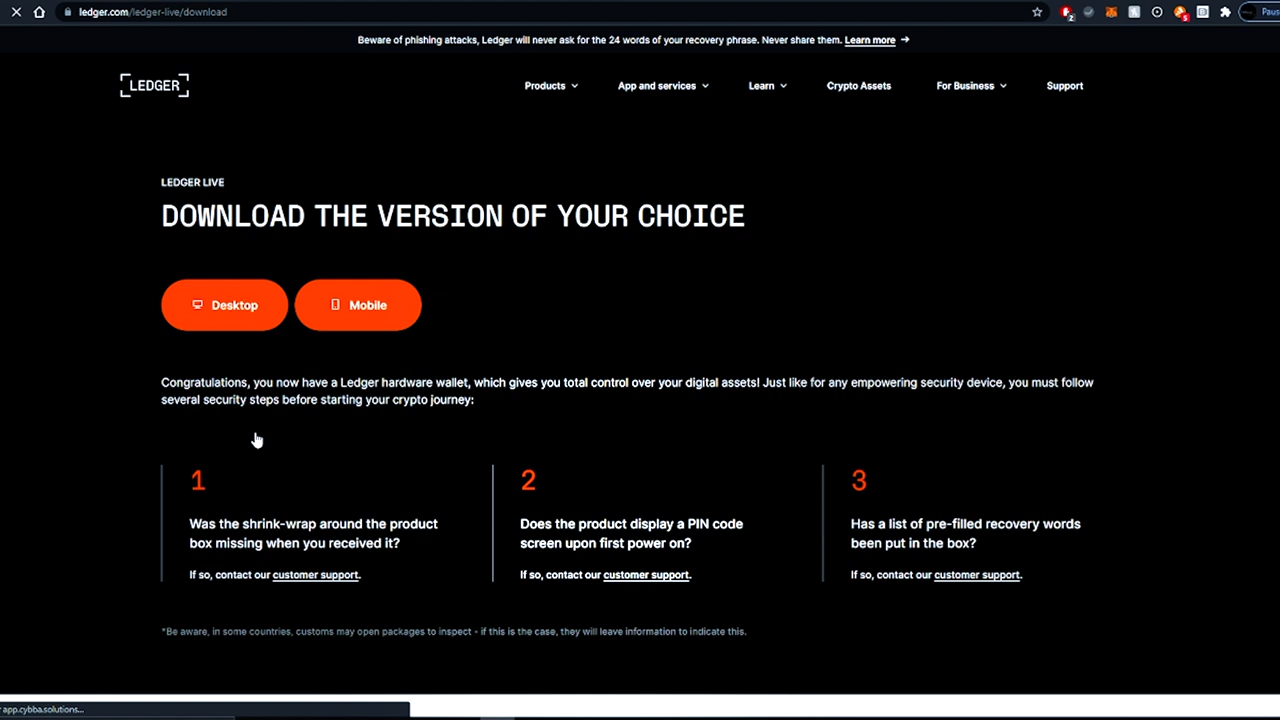 ledger.com/ledger-live/download
2
5
Paus
Beware of phishing attacks, Ledger will never ask for the 24 words of your recovery phrase. Never share them. Learn more →
LEDGER
Products
App and services
Learn
Crypto Assets
For Business
Support
LEDGER LIVE
DOWNLOAD THE VERSION OF YOUR CHOICE
Desktop
Mobile
Congratulations, you now have a Ledger hardware wallet, which gives you total control over your digital assets! Just like for any empowering security device, you must follow
several security steps before starting your crypto journey:
1
Was the shrink-wrap around the product
box missing when you received it?
If so, contact our customer support.
2
Does the product display a PIN code
screen upon first power on?
If so, contact our customer support.
3
Has a list of pre-filled recovery words
been put in the box?
If so, contact our customer support.
*Be aware, in some countries, customs may open packages to inspect - if this is the case, they will leave information to indicate this.
app.cybba.solutions...